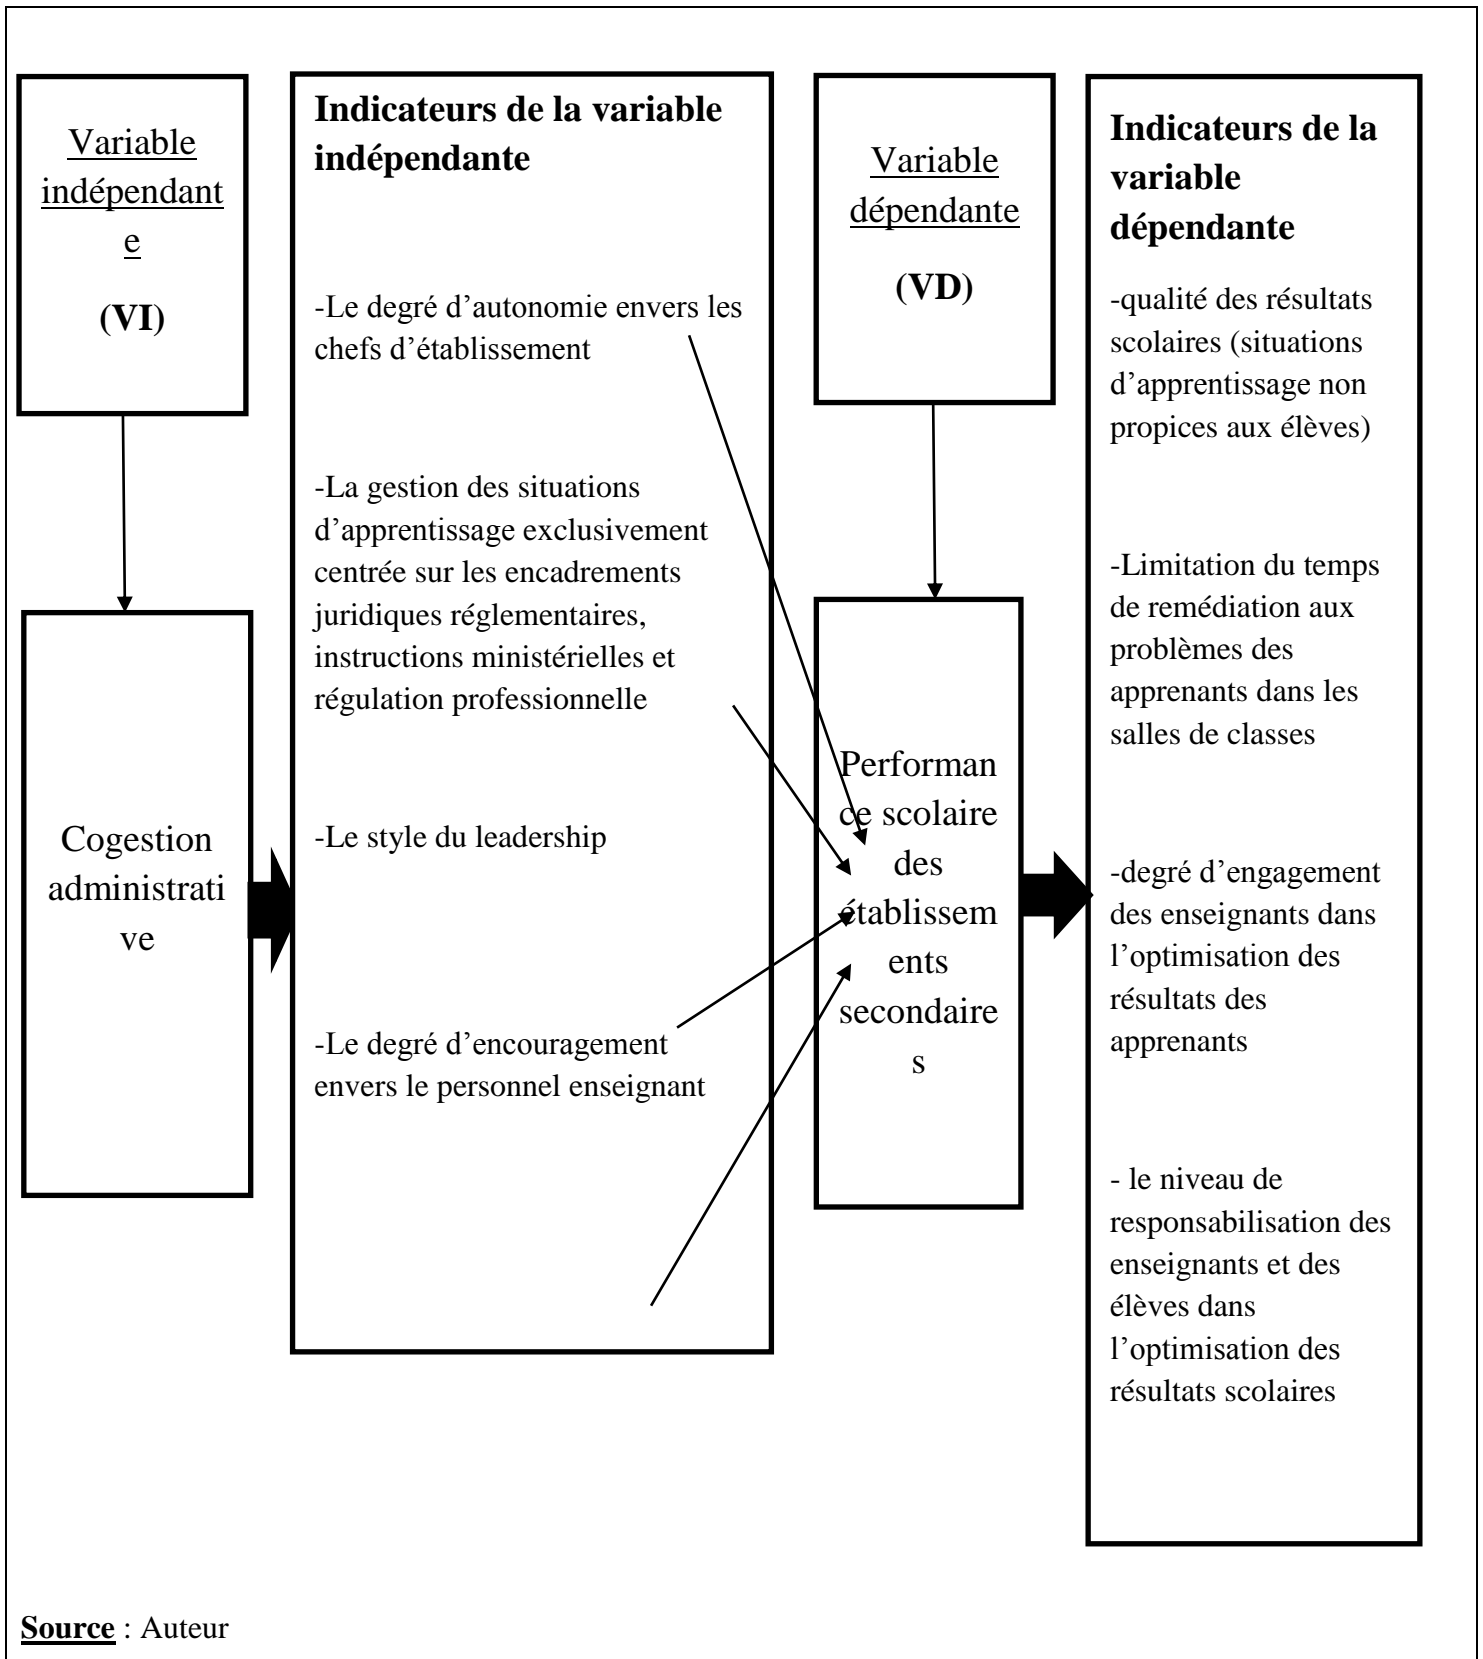 Variable
indépendant
e
(VI)
Cogestion
administrati
ve
Indicateurs de la variable
indépendante
-Le degré d’autonomie envers les
chefs d’établissement
-La gestion des situations
d’apprentissage exclusivement
centrée sur les encadrements
juridiques réglementaires,
instructions ministérielles et
régulation professionnelle
-Le style du leadership
-Le degré d’encouragement
envers le personnel enseignant
Variable
dépendante
(VD)
Performan
ce scolaire
des
établissem
ents
secondaire
s
Indicateurs de la
variable
dépendante
-qualité des résultats
scolaires (situations
d’apprentissage non
propices aux élèves)
-Limitation du temps
de remédiation aux
problèmes des
apprenants dans les
salles de classes
-degré d’engagement
des enseignants dans
l’optimisation des
résultats des
apprenants
- le niveau de
responsabilisation des
enseignants et des
élèves dans
l’optimisation des
résultats scolaires
Source : Auteur